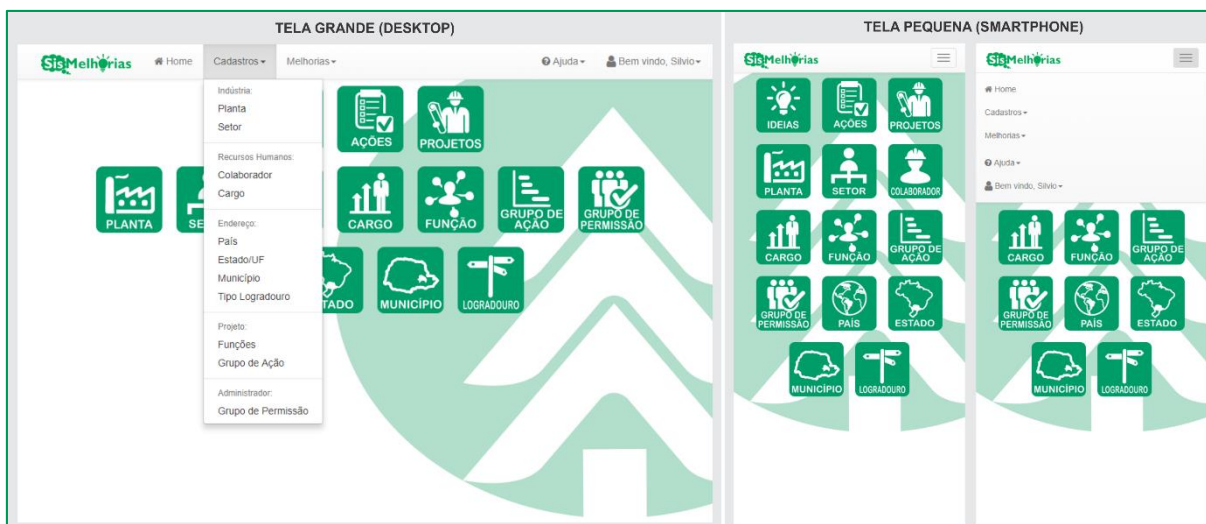 TELA GRANDE (DESKTOP)
SisMelhorias
Home
Cadastros
Melhorias
Ajuda
Bem vindo, Silvio
Indústria:
Planta
Setor
Recursos Humanos:
Colaborador
Cargo
Endereço:
País
Estado/UF
Município
Tipo Logradouro
Projeto:
Funções
Grupo de Ação
Administrador:
Grupo de Permissão
AÇÕES
PROJETOS
PLANTA
SE
CARGO
FUNÇÃO
GRUPO DE
AÇÃO
GRUPO DE
PERMISSÃO
TADO
MUNICÍPIO
LOGRADOURO
TELA PEQUENA (SMARTPHONE)
SisMelhorias
IDEIAS
AÇÕES
PROJETOS
PLANTA
SETOR
COLABORADOR
CARGO
FUNÇÃO
GRUPO DE
AÇÃO
GRUPO DE
PERMISSÃO
PAÍS
ESTADO
MUNICÍPIO
LOGRADOURO
SisMelhorias
Home
Cadastros
Melhorias
Ajuda
Bem vindo, Silvio
CARGO
FUNÇÃO
GRUPO DE
AÇÃO
GRUPO DE
PERMISSÃO
PAÍS
ESTADO
MUNICÍPIO
LOGRADOURO